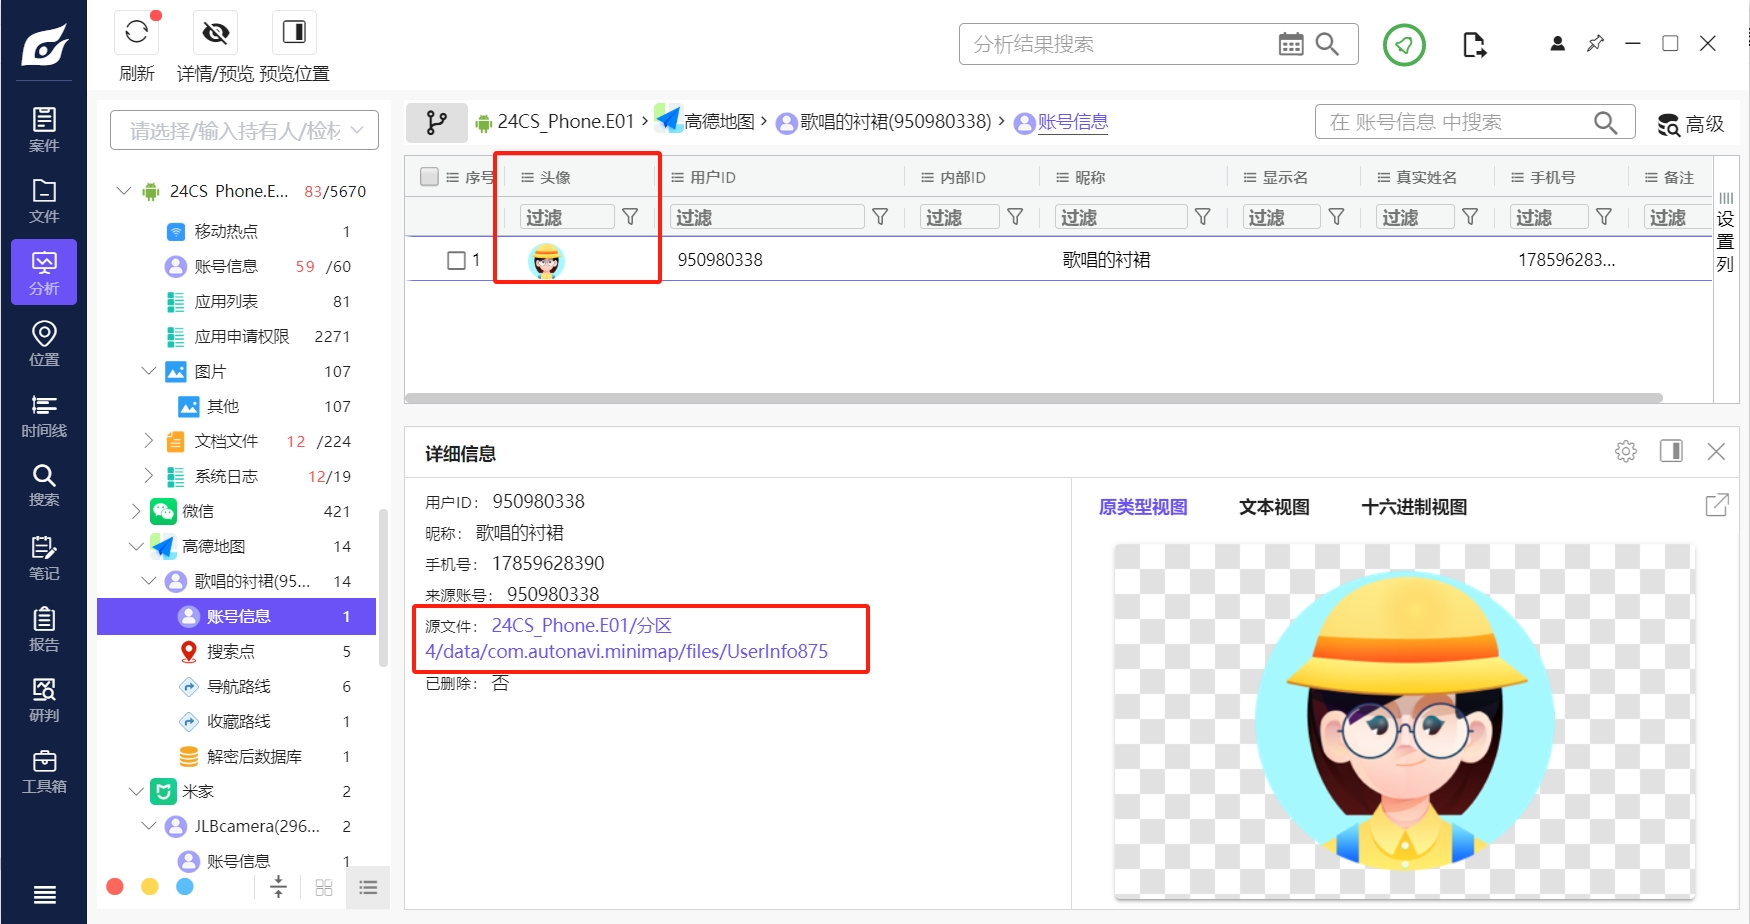 刷新
详情/预览
预览位置
分析结果搜索
案件
文件
分析
位置
时间线
搜索
笔记
报告
研判
工具箱
请选择/输入持有人/检材
24CS_Phone.E... 83/5670
移动热点 1
账号信息 59 /60
应用列表 81
应用申请权限 2271
图片 107
其他 107
文档文件 12 /224
系统日志 12/19
微信 421
高德地图 14
歌唱的衬裙(95... 14
账号信息 1
搜索点 5
导航路线 6
收藏路线 1
解密后数据库 1
米家 2
JLBcamera(296... 2
账号信息 1
24CS_Phone.E01 › 高德地图 › 歌唱的衬裙(950980338) › 账号信息
在 账号信息 中搜索
高级
序号 头像 用户ID 内部ID 昵称 显示名 真实姓名 手机号 备注
过滤 过滤 过滤 过滤 过滤 过滤 过滤 过滤
1 950980338 歌唱的衬裙 178596283...
设置列
详细信息
用户ID： 950980338
昵称： 歌唱的衬裙
手机号： 17859628390
来源账号： 950980338
源文件： 24CS_Phone.E01/分区
4/data/com.autonavi.minimap/files/UserInfo875
已删除： 否
原类型视图 文本视图 十六进制视图